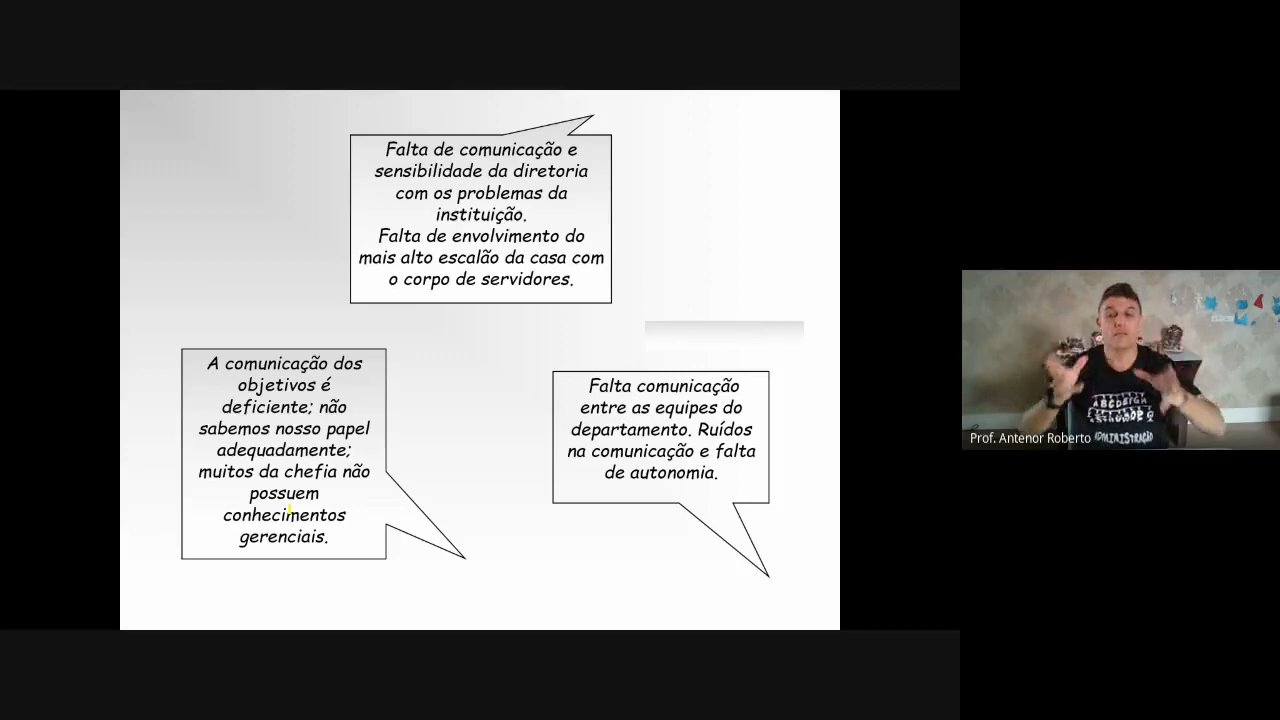 Falta de comunicação e
sensibilidade da diretoria
com os problemas da
instituição.
Falta de envolvimento do
mais alto escalão da casa com
o corpo de servidores.
A comunicação dos
objetivos é
deficiente; não
sabemos nosso papel
adequadamente;
muitos da chefia não
possuem
conhecimentos
gerenciais.
Falta comunicação
entre as equipes do
departamento. Ruídos
na comunicação e falta
de autonomia.
Prof. Antenor Roberto
ADMINISTRAÇÃO